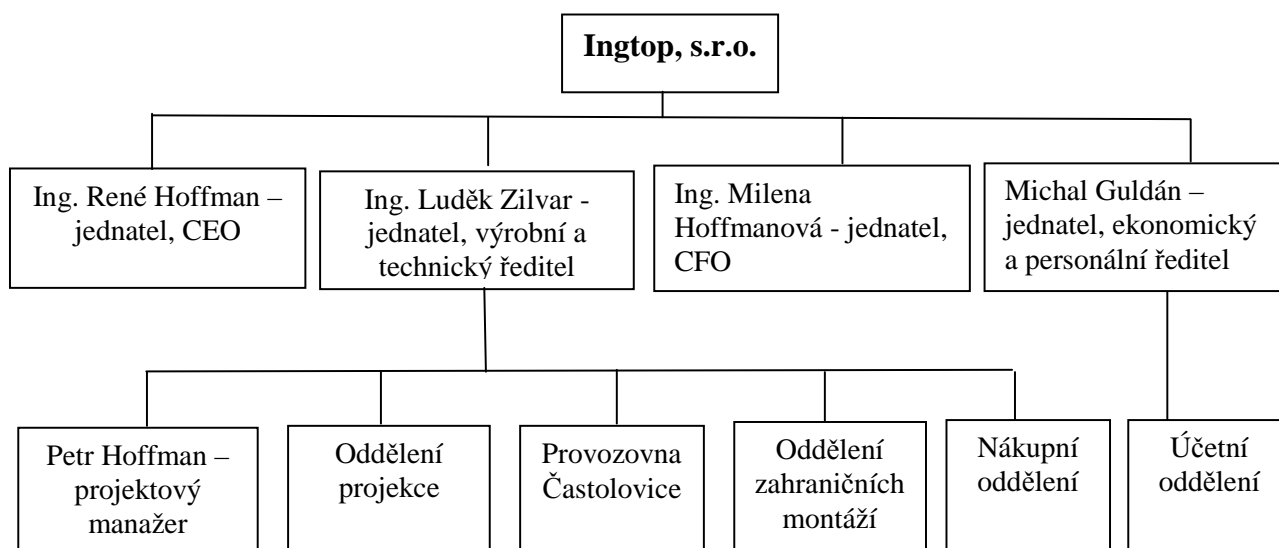 Ingtop, s.r.o.
Ing. René Hoffman –
jednatel, CEO
Ing. Luděk Zilvar -
jednatel, výrobní a
technický ředitel
Ing. Milena
Hoffmanová - jednatel,
CFO
Michal Guldán –
jednatel, ekonomický
a personální ředitel
Petr Hoffman –
projektový
manažer
Oddělení
projekce
Provozovna
Častolovice
Oddělení
zahraničních
montáží
Nákupní
oddělení
Účetní
oddělení